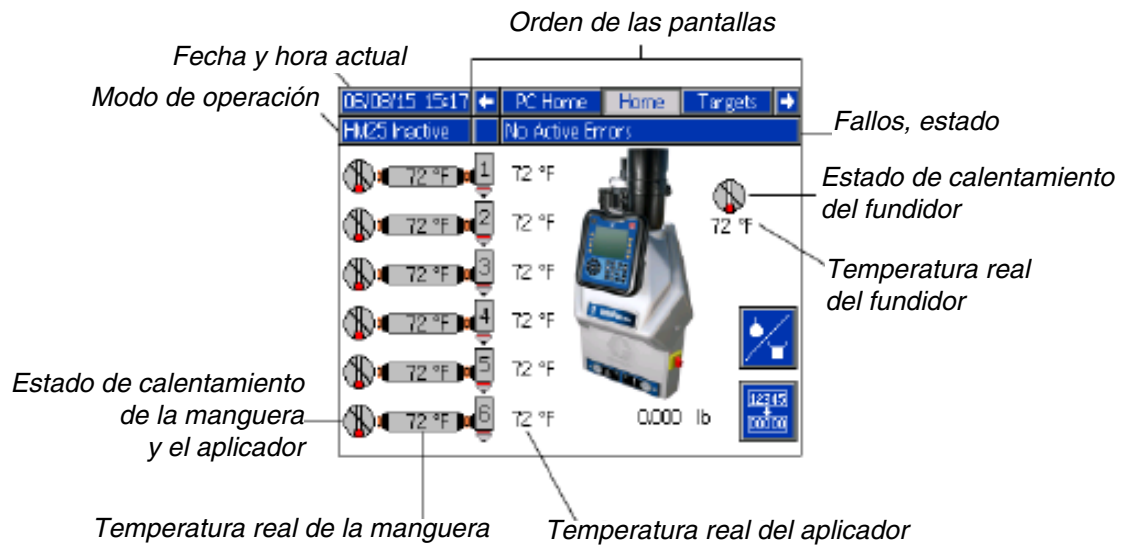 Orden de las pantallas
Fecha y hora actual
Modo de operación
06/08/15 15:17 PC Home Home Targets
HM25 Inactive No Active Errors
Fallos, estado
72 °F 1 72 °F
72 °F 2 72 °F
72 °F 3 72 °F
72 °F 4 72 °F
72 °F 5 72 °F
72 °F 6 72 °F
72 °F
Estado de calentamiento
del fundidor
Temperatura real
del fundidor
0.000 lb
12345
00000
Estado de calentamiento
de la manguera
y el aplicador
Temperatura real de la manguera
Temperatura real del aplicador